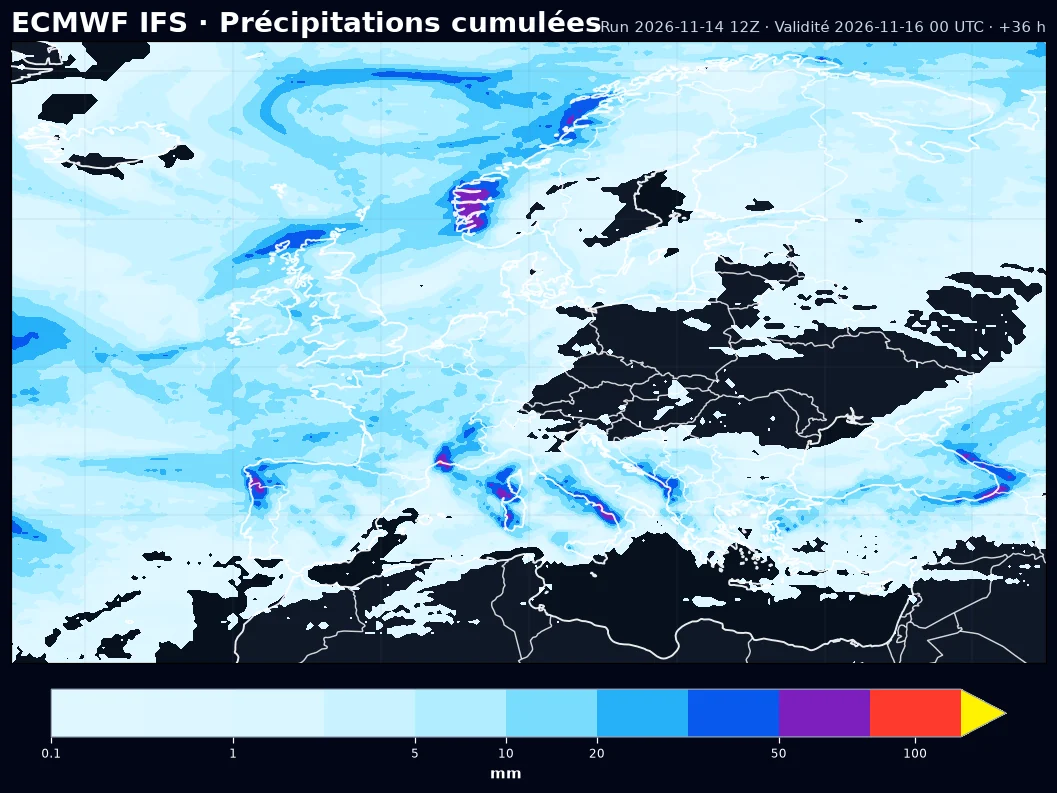 ECMWF IFS · Précipitations cumulées Run 2026-11-14 12Z · Validité 2026-11-16 00 UTC · +36 h
0.1 1 5 10 20 50 100
mm